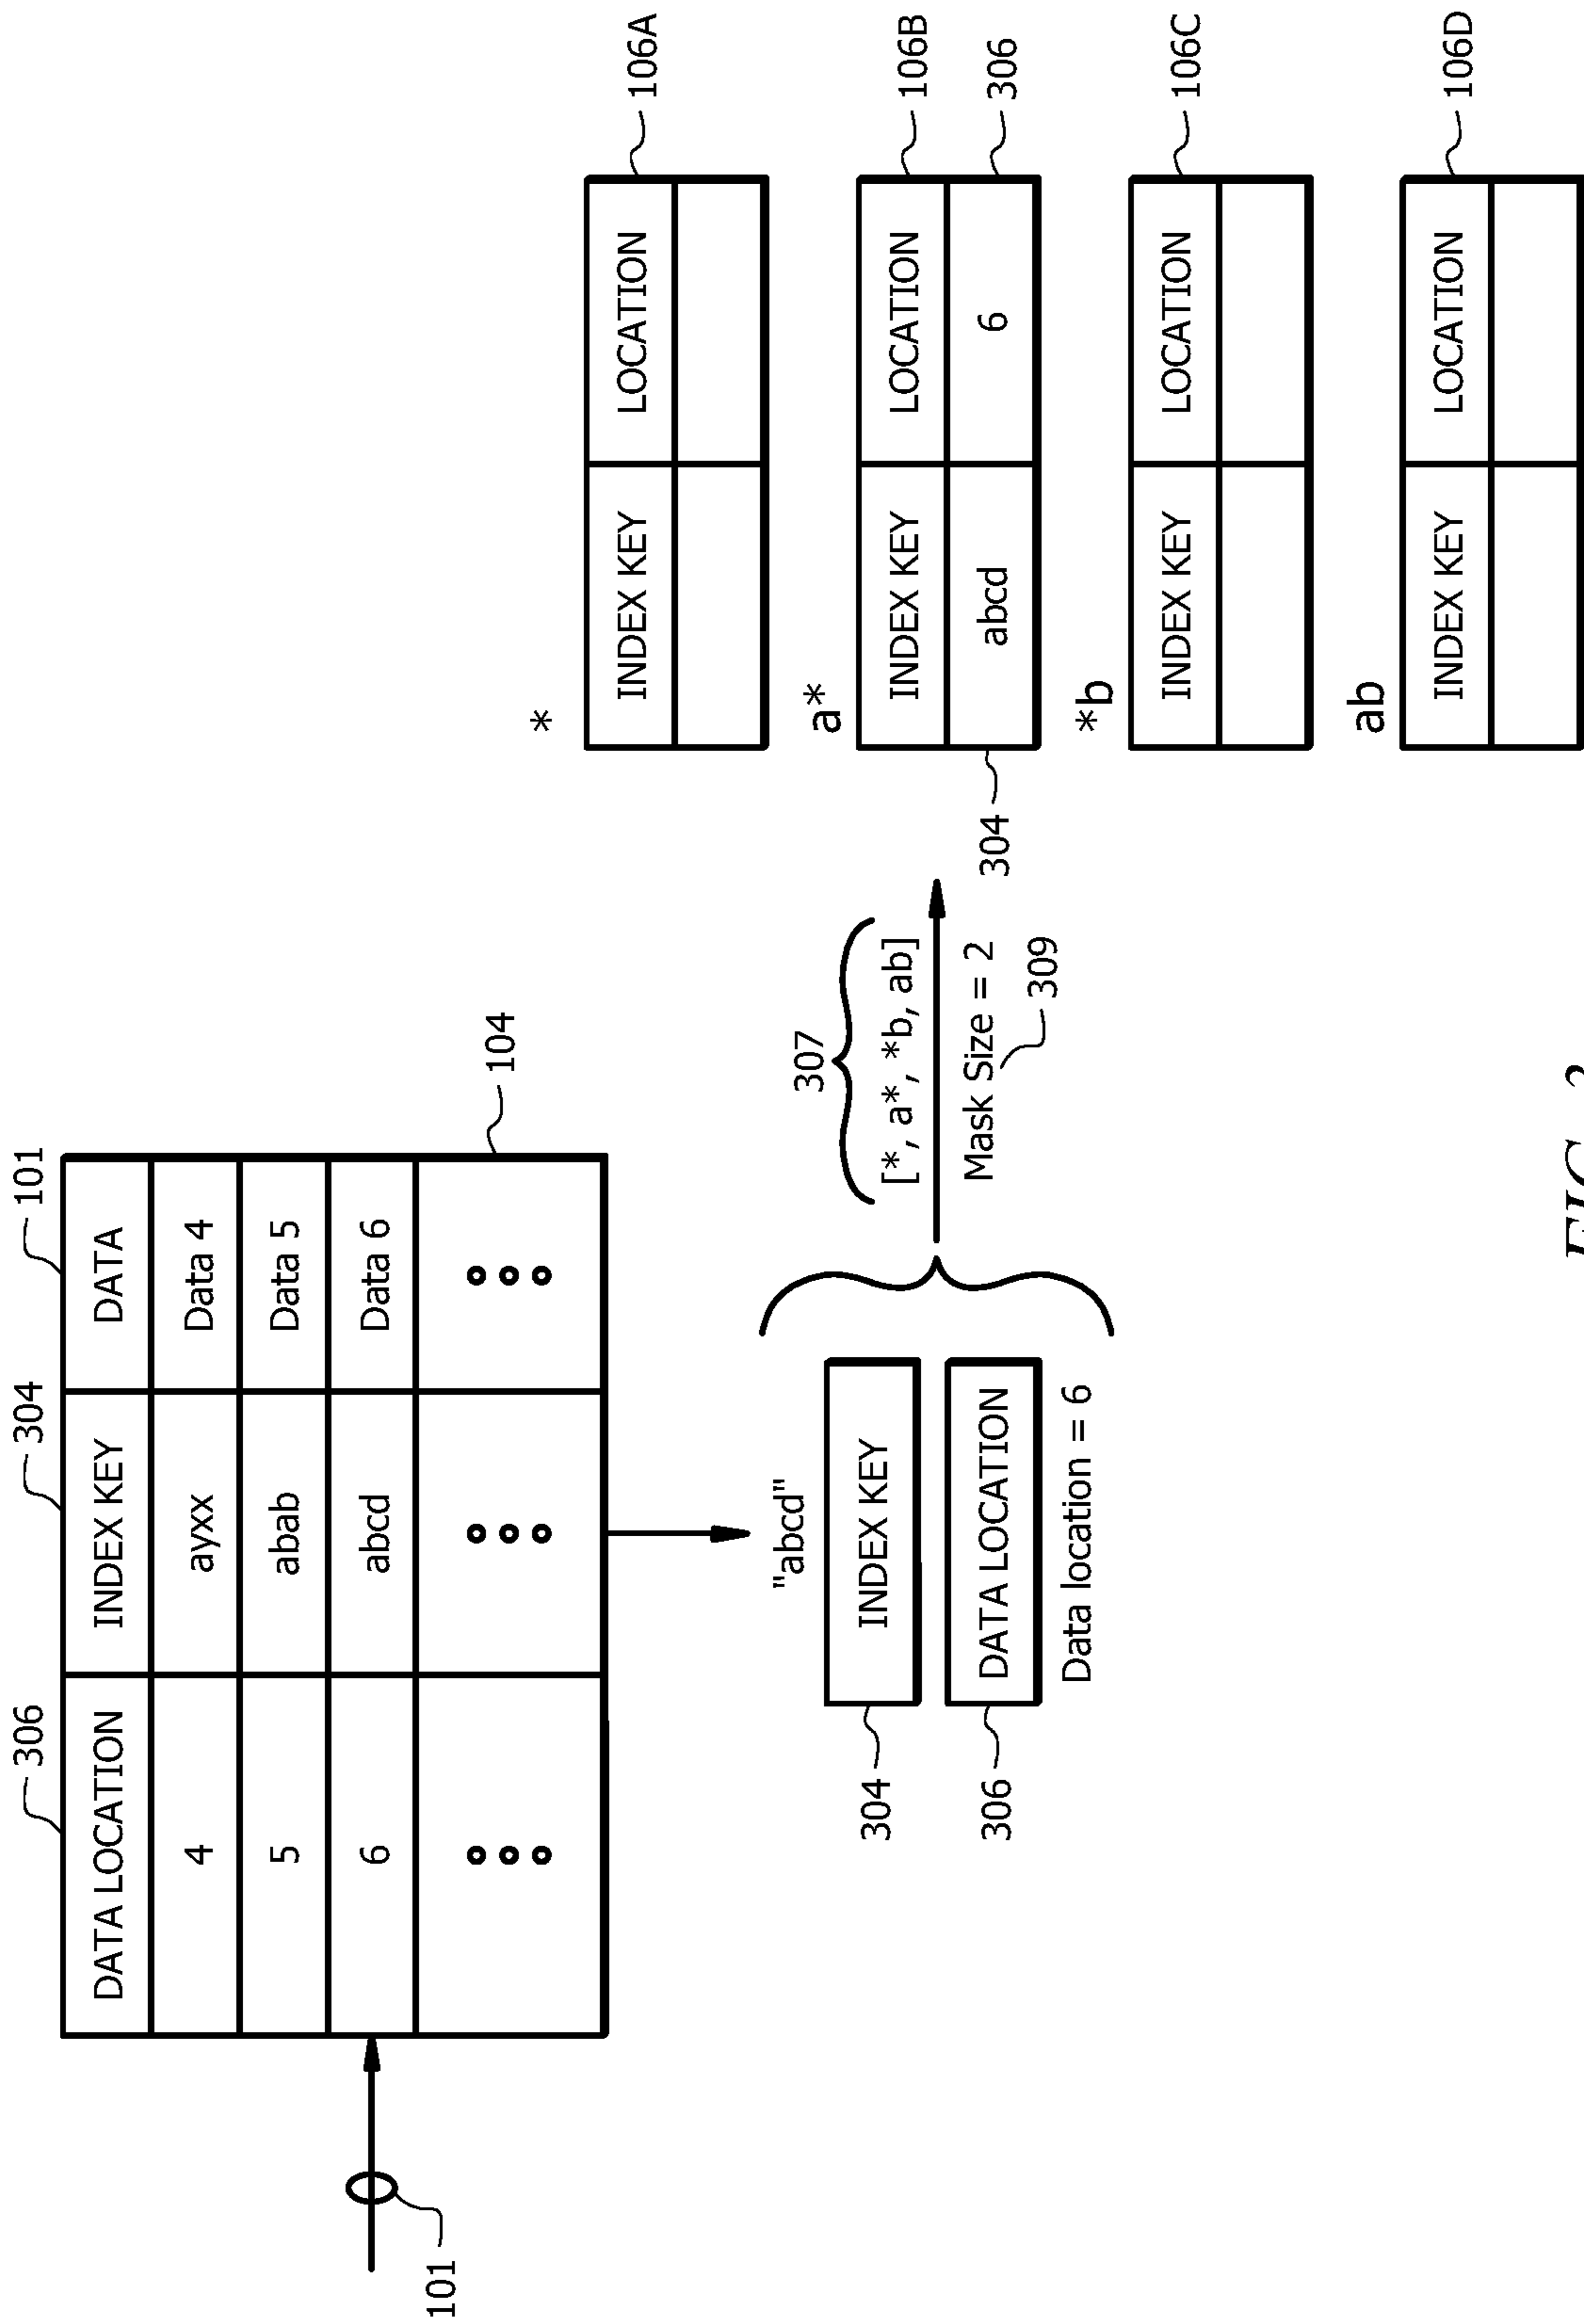 306 304 101
DATA LOCATION INDEX KEY DATA
4 ayxx Data 4
5 abab Data 5
6 abcd Data 6
101
104
"abcd"
304 INDEX KEY
306 DATA LOCATION
Data location = 6
307
[*, a*, *b, ab]
Mask Size = 2
309
*
INDEX KEY LOCATION 106A
a*
INDEX KEY LOCATION 106B
304 abcd 6 306
*b
INDEX KEY LOCATION 106C
ab
INDEX KEY LOCATION 106D
FIG.